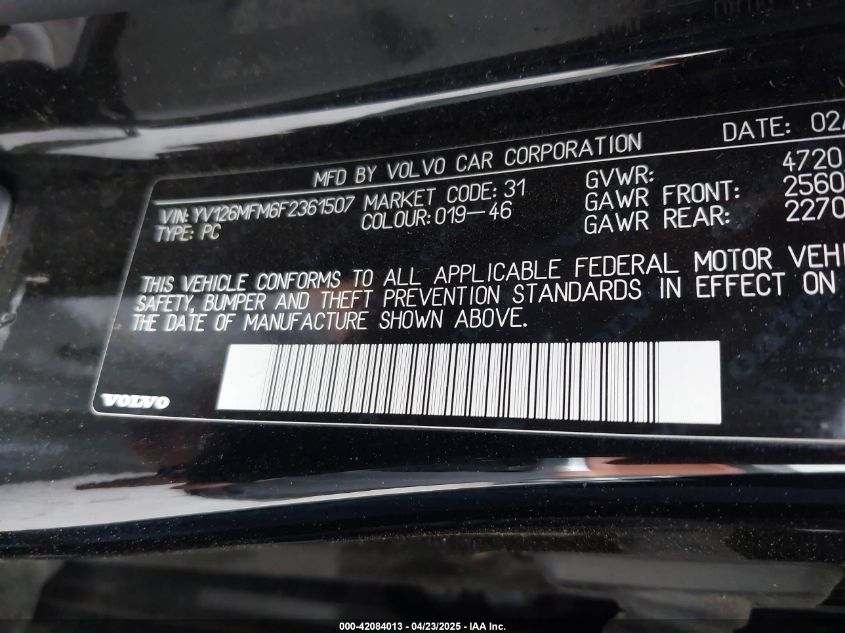 MFD BY VOLVO CAR CORPORATION DATE: 02/
VIN: YV126MFM6F2361507 MARKET CODE: 31 GVWR: 4720
TYPE: PC COLOUR: 019-46 GAWR FRONT: 2560
GAWR REAR: 2270
THIS VEHICLE CONFORMS TO ALL APPLICABLE FEDERAL MOTOR VEHI
SAFETY, BUMPER AND THEFT PREVENTION STANDARDS IN EFFECT ON
THE DATE OF MANUFACTURE SHOWN ABOVE.
VOLVO
000-42084013 - 04/23/2025 - IAA Inc.